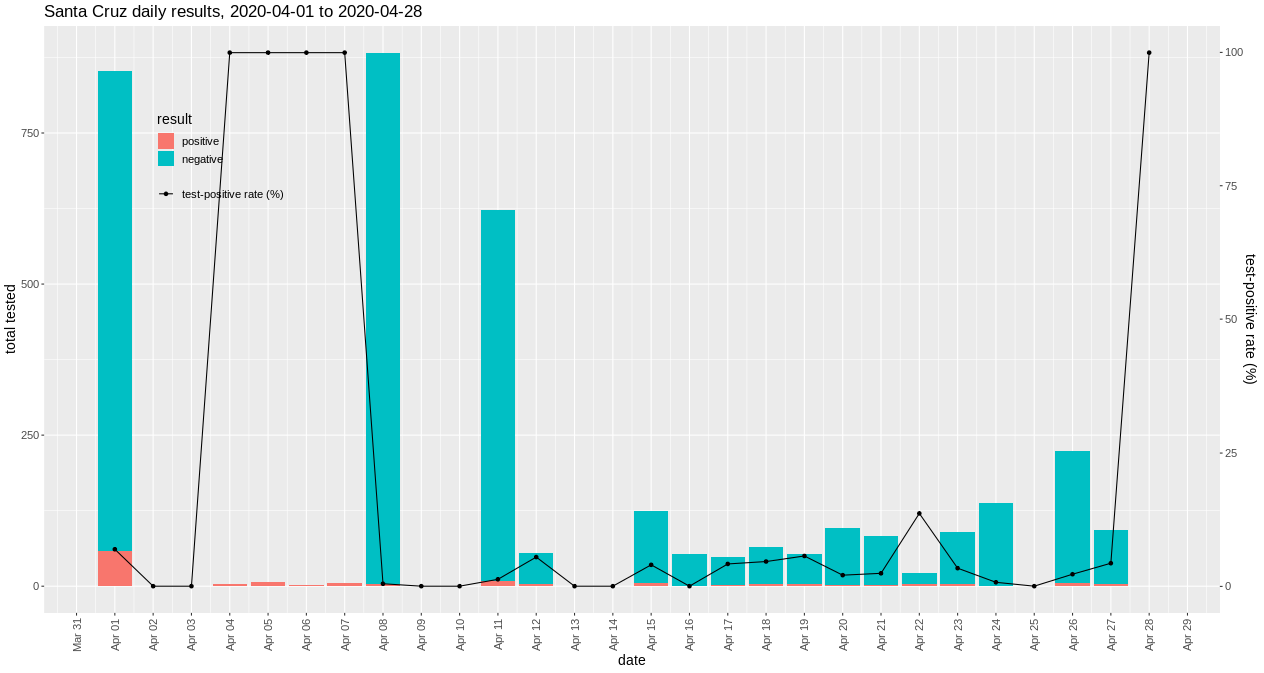 Santa Cruz daily results, 2020-04-01 to 2020-04-28
result
positive
negative
test-positive rate (%)
total tested
750
500
250
0
100
75
50
25
0
test-positive rate (%)
Mar 31
Apr 01
Apr 02
Apr 03
Apr 04
Apr 05
Apr 06
Apr 07
Apr 08
Apr 09
Apr 10
Apr 11
Apr 12
Apr 13
Apr 14
Apr 15
Apr 16
Apr 17
Apr 18
Apr 19
Apr 20
Apr 21
Apr 22
Apr 23
Apr 24
Apr 25
Apr 26
Apr 27
Apr 28
Apr 29
date